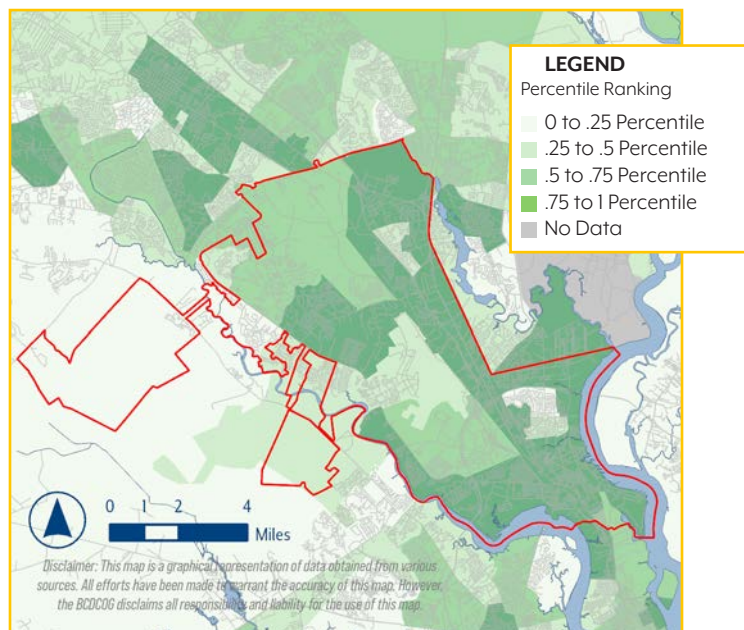 LEGEND
Percentile Ranking
0 to .25 Percentile
.25 to .5 Percentile
.5 to .75 Percentile
.75 to 1 Percentile
No Data
0 1 2 4
Miles
Disclaimer: This map is a graphical representation of data obtained from various
sources. All efforts have been made to warrant the accuracy of this map. However,
the BCDCOG disclaims all responsibility and liability for the use of this map.